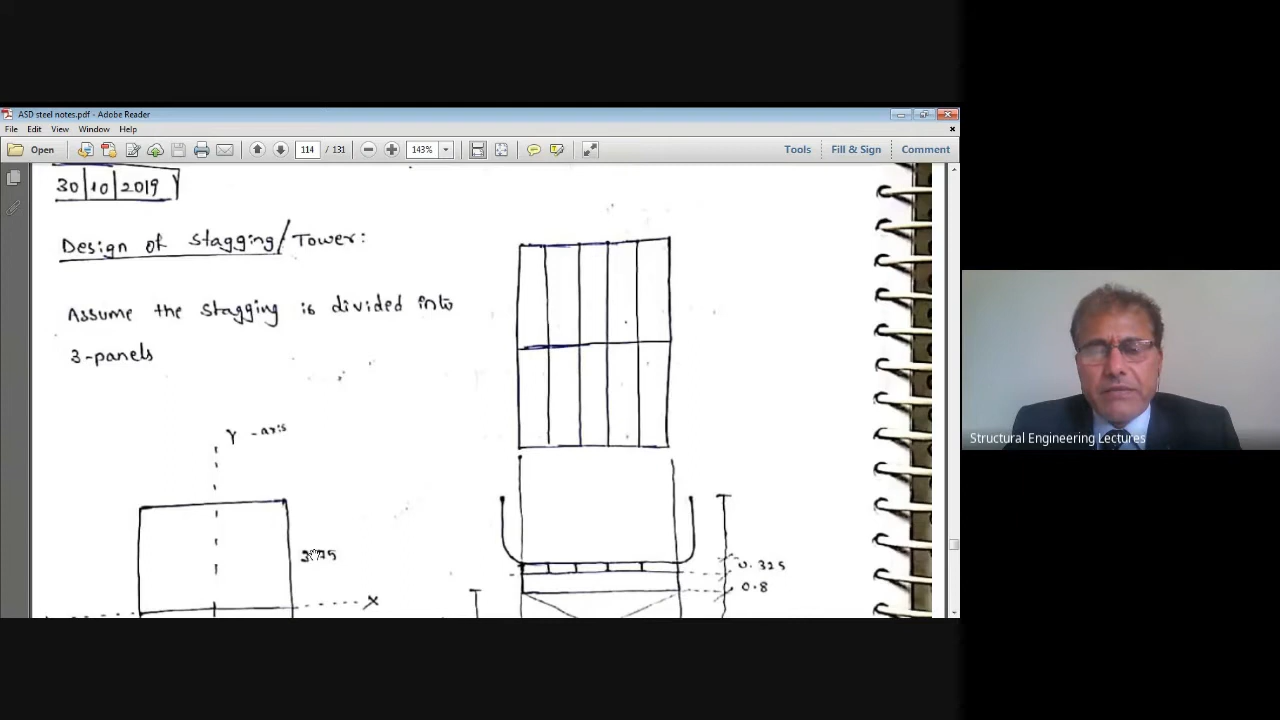 ASD steel notes.pdf - Adobe Reader
File Edit View Window Help
Open 114 / 131 143% Tools Fill & Sign Comment
30/10/2019
Design of stagging/Tower:
Assume the stagging is divided into
3-panels
Y - axis
X
0.325
0.8
Structural Engineering Lectures